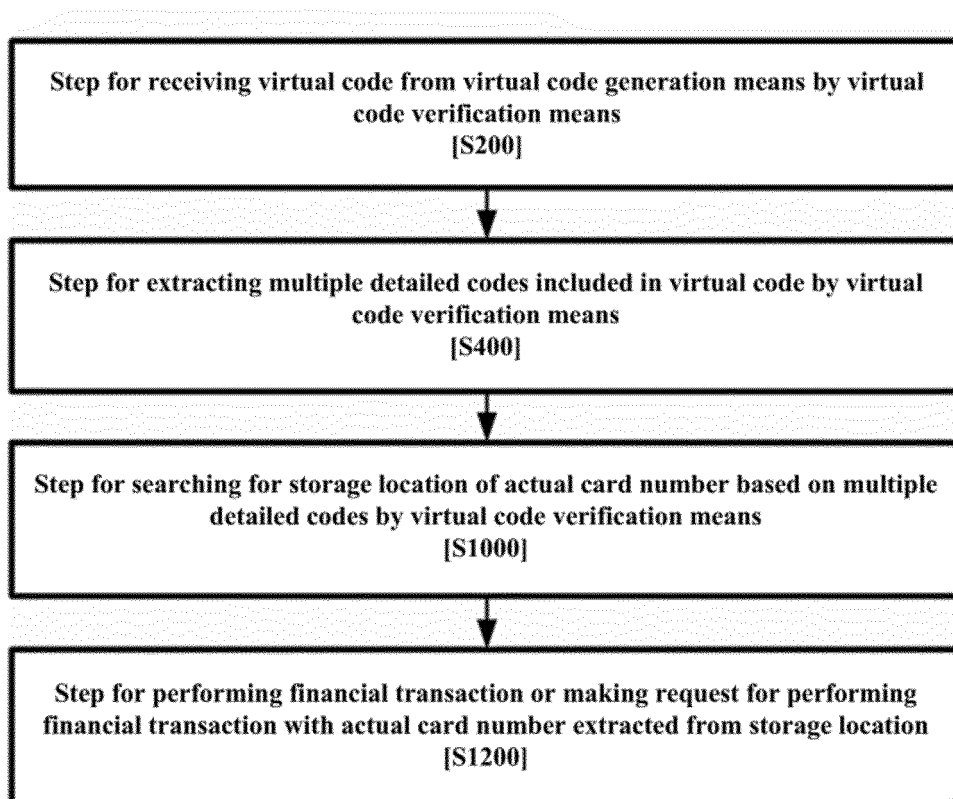 Step for receiving virtual code from virtual code generation means by virtual
code verification means
[S200]
Step for extracting multiple detailed codes included in virtual code by virtual
code verification means
[S400]
Step for searching for storage location of actual card number based on multiple
detailed codes by virtual code verification means
[S1000]
Step for performing financial transaction or making request for performing
financial transaction with actual card number extracted from storage location
[S1200]